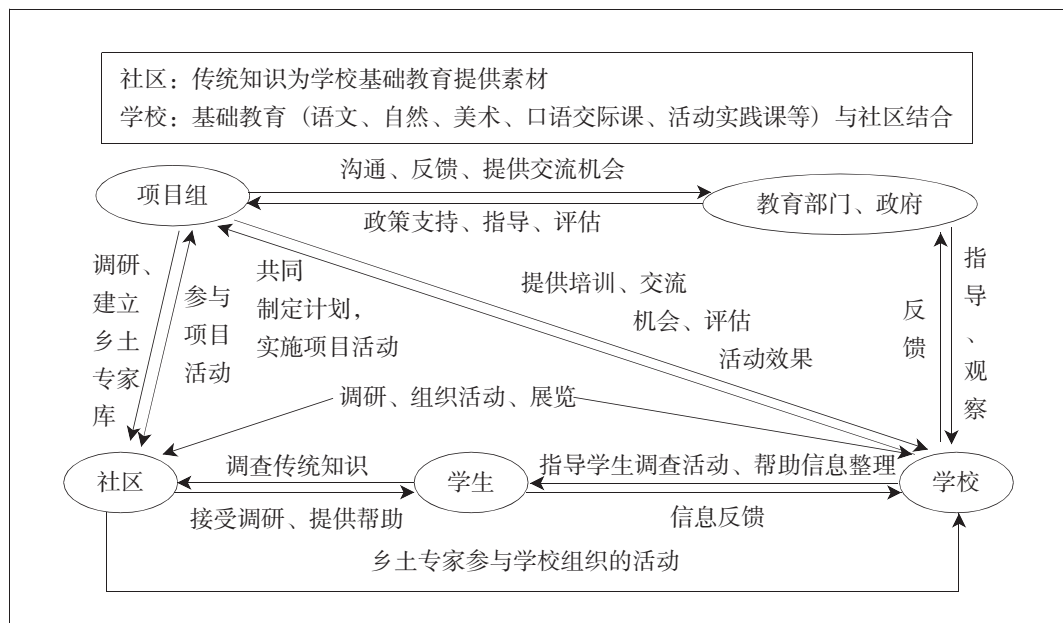 社区：传统知识为学校基础教育提供素材
学校：基础教育（语文、自然、美术、口语交际课、活动实践课等）与社区结合
沟通、反馈、提供交流机会
项目组
教育部门、政府
政策支持、指导、评估
调研、
建立
乡土
专家
库
参与
项目
活动
共同
制定计划，
实施项目活动
提供培训、交流
机会、评估
活动效果
反
馈
指
导
、
观
察
调研、组织活动、展览
社区
调查传统知识
学生
指导学生调查活动、帮助信息整理
学校
接受调研、提供帮助
信息反馈
乡土专家参与学校组织的活动